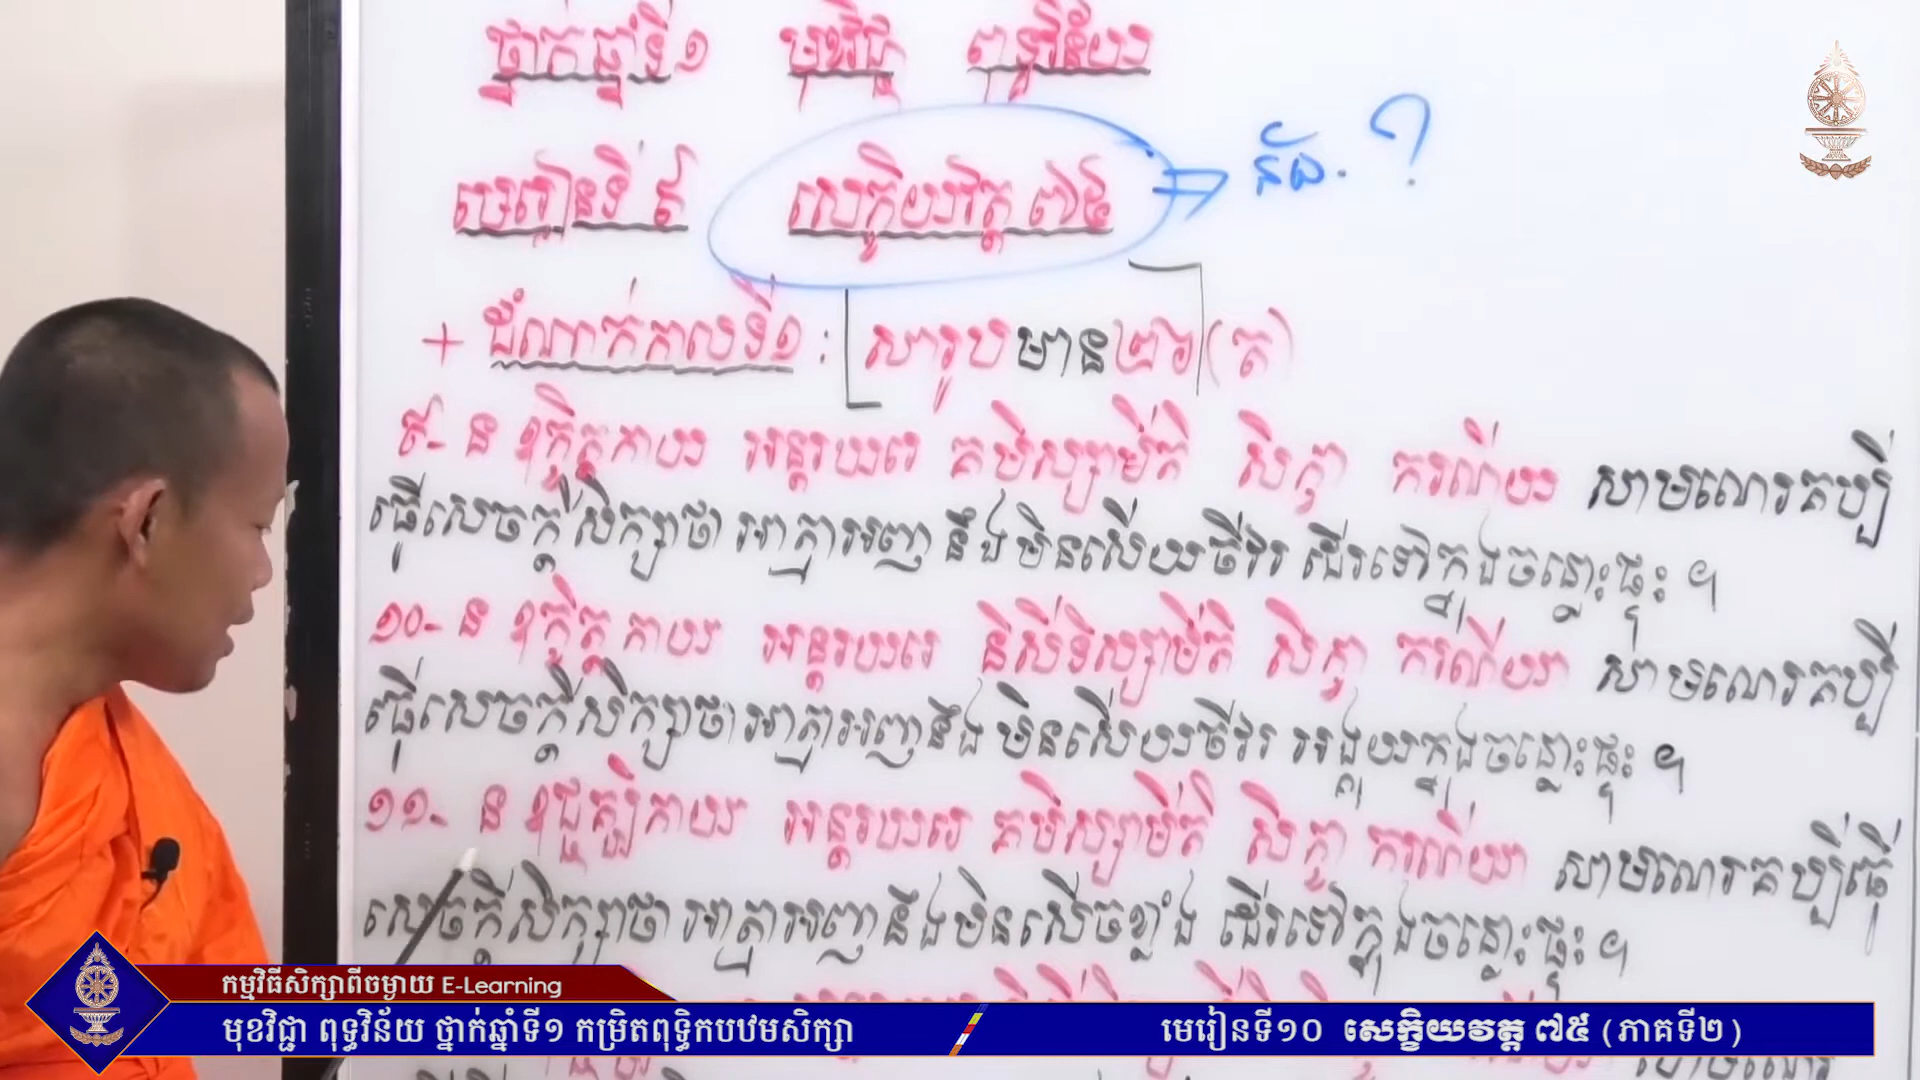 ថ្នាក់ឆ្នាំទី១ មុខវិជ្ជា ពុទ្ធវិន័យ
មេរៀនទី ៩ សេក្ខិយវត្ត ៧៥ ន័យ. ?
+ ដំណាក់កាលទី១ : សារូបមាន២៦ (ត)
៩- ន ឧក្ខិត្តកាយ អន្តរឃរេ គមិស្សាមីតិ សិក្ខា ករណីយា សាមណេរគប្បី
ធ្វើសេចក្តីសិក្សាថា អាត្មាអញ នឹងមិនសើយចីវរ ដើរទៅក្នុងចន្លោះផ្ទះ ។
១០- ន ឧក្ខិត្តកាយ អន្តរឃរេ និសីទិស្សាមីតិ សិក្ខា ករណីយា សាមណេរគប្បី
ធ្វើសេចក្តីសិក្សាថា អាត្មាអញនឹងមិនសើយចីវរ អង្គុយក្នុងចន្លោះផ្ទះ ។
១១- ន ឧជ្ជគ្ឃិកាយ អន្តរឃរេ គមិស្សាមីតិ សិក្ខា ករណីយា សាមណេរគប្បីធ្វើ
សេចក្តីសិក្សាថា អាត្មាអញនឹងមិនសើចខ្លាំង ដើរទៅក្នុងចន្លោះផ្ទះ ។
កម្មវិធីសិក្សាពីចម្ងាយ E-Learning
មុខវិជ្ជា ពុទ្ធវិន័យ ថ្នាក់ឆ្នាំទី១ កម្រិតពុទ្ធិកបឋមសិក្សា មេរៀនទី១០ សេក្ខិយវត្ត ៧៥ (ភាគទី២)